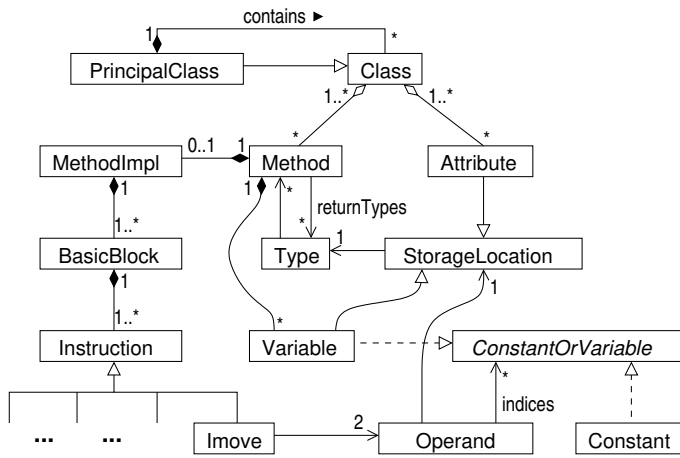 contains ►
1
*
PrincipalClass
Class
1..*
1..*
*
*
MethodImpl
0..1
1
Method
Attribute
1
1
*
returnTypes
1..*
*
BasicBlock
Type
1
StorageLocation
1
1
1..*
*
Instruction
Variable
ConstantOrVariable
*
indices
... ...
Imove
2
Operand
Constant